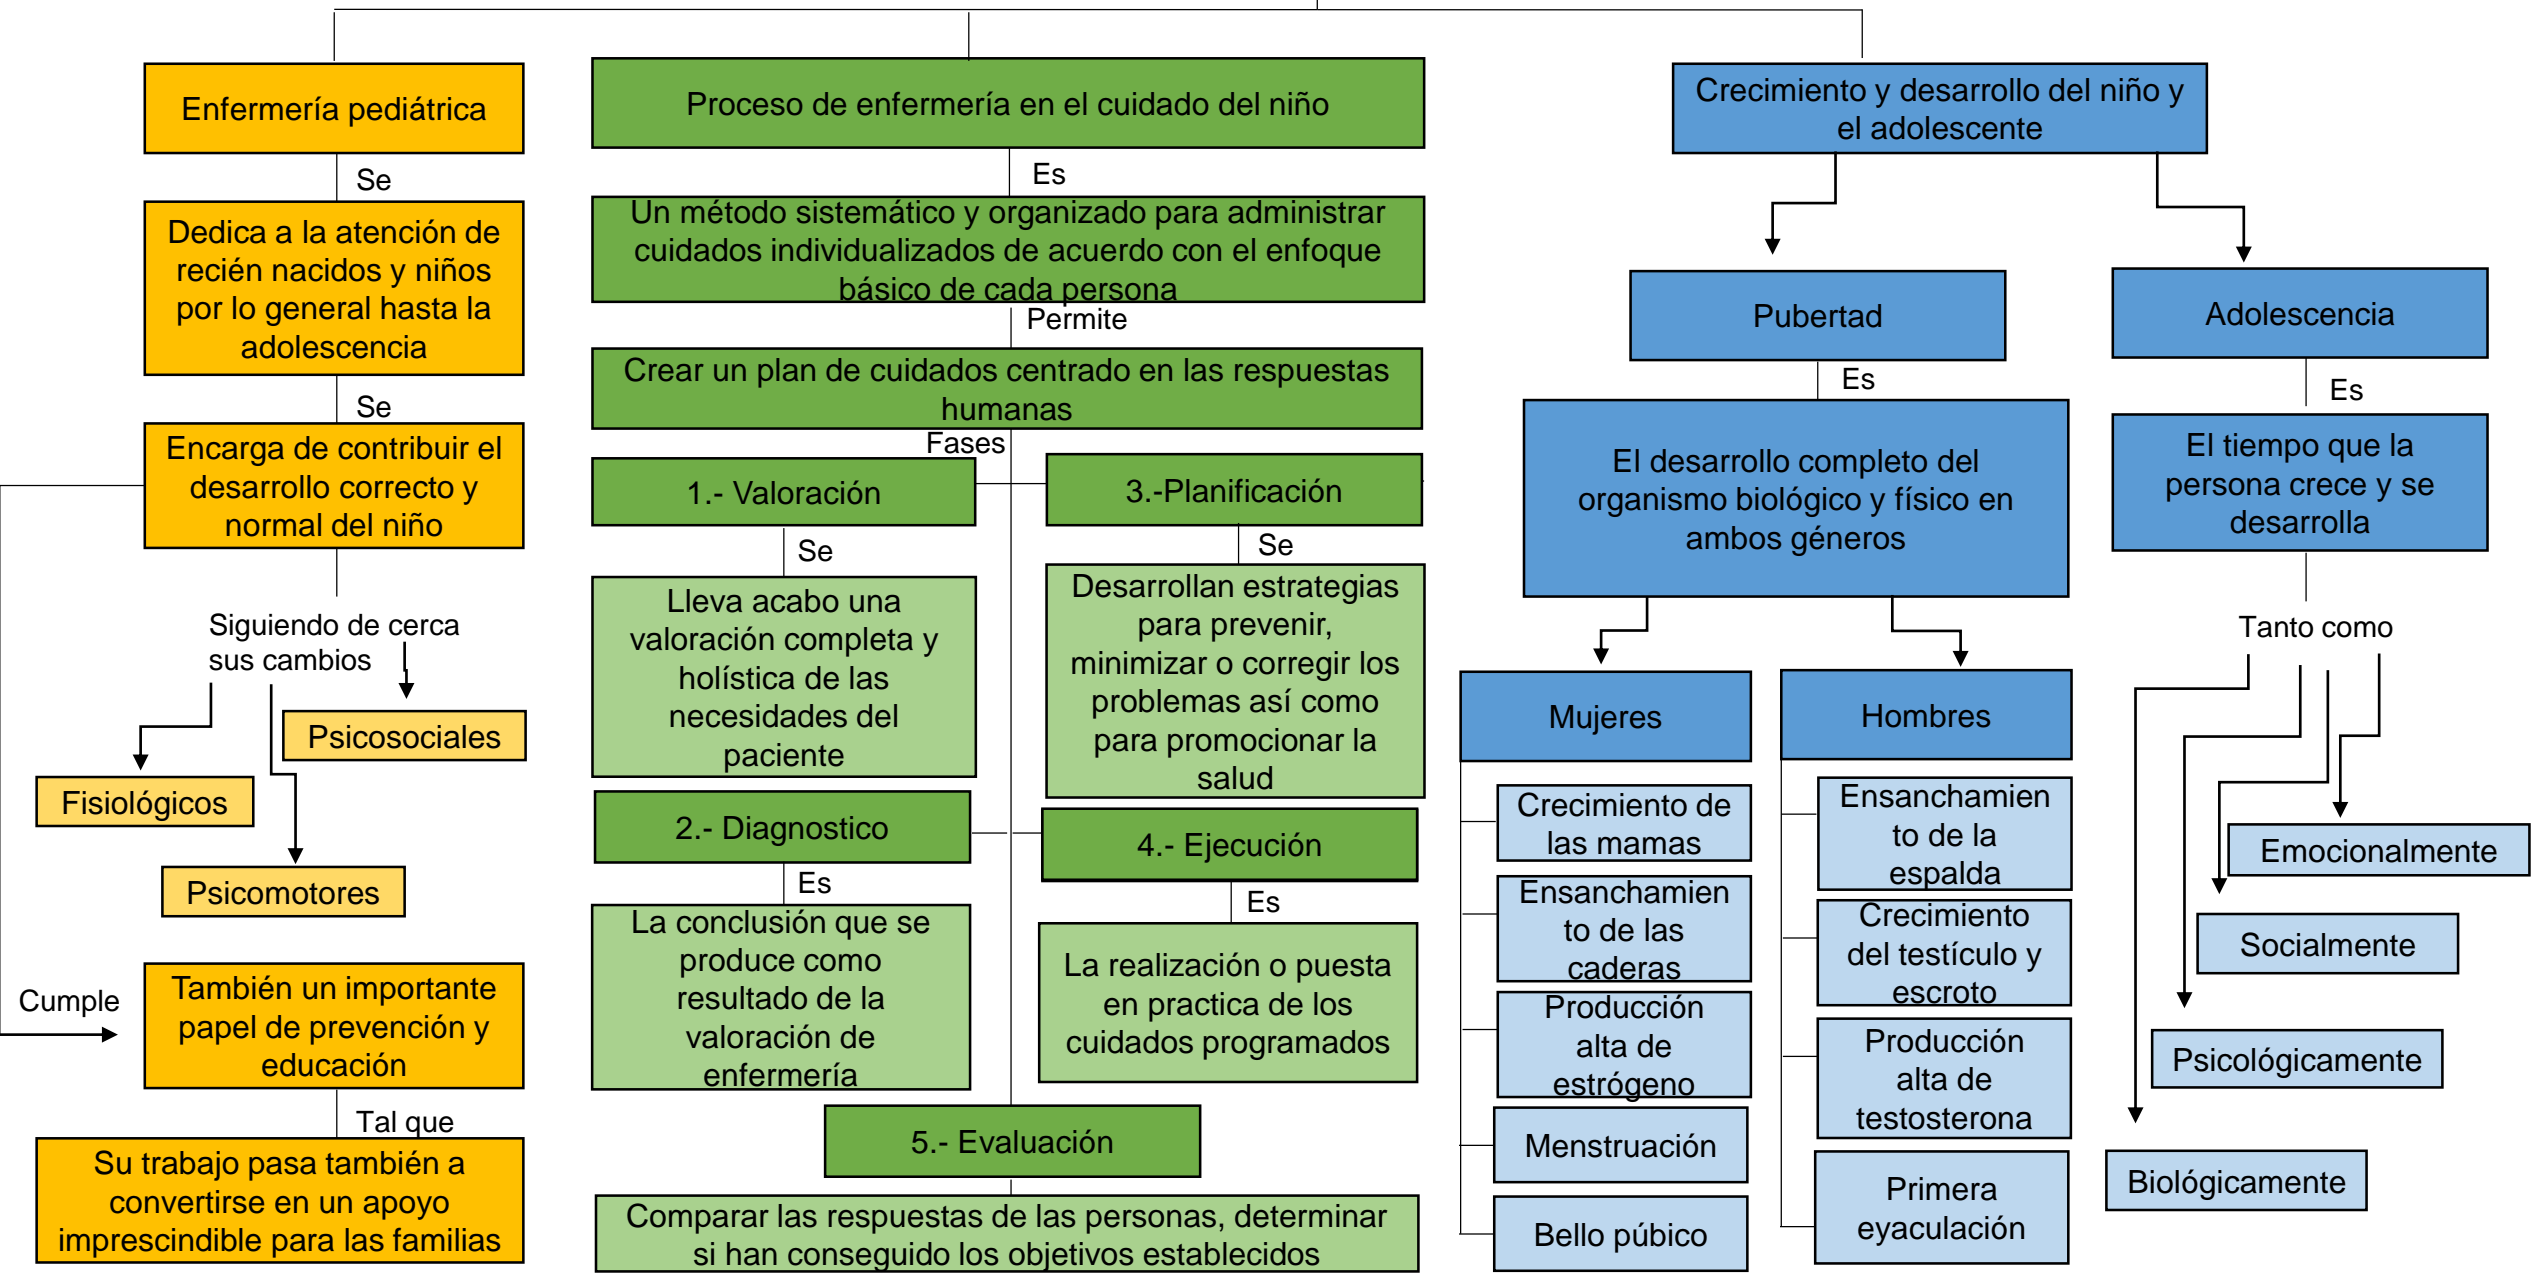 Enfermería pediátrica
Se
Dedica a la atención de
recién nacidos y niños
por lo general hasta la
adolescencia
Se
Encarga de contribuir el
desarrollo correcto y
normal del niño
Siguiendo de cerca
sus cambios
Psicosociales
Fisiológicos
Psicomotores
Cumple
También un importante
papel de prevención y
educación
Tal que
Su trabajo pasa también a
convertirse en un apoyo
imprescindible para las familias
Proceso de enfermería en el cuidado del niño
Es
Un método sistemático y organizado para administrar
cuidados individualizados de acuerdo con el enfoque
básico de cada persona
Permite
Crear un plan de cuidados centrado en las respuestas
humanas
Fases
1.- Valoración
Se
Lleva acabo una
valoración completa y
holística de las
necesidades del
paciente
2.- Diagnostico
Es
La conclusión que se
produce como
resultado de la
valoración de
enfermería
3.-Planificación
Se
Desarrollan estrategias
para prevenir,
minimizar o corregir los
problemas así como
para promocionar la
salud
4.- Ejecución
Es
La realización o puesta
en practica de los
cuidados programados
5.- Evaluación
Comparar las respuestas de las personas, determinar
si han conseguido los objetivos establecidos
Crecimiento y desarrollo del niño y
el adolescente
Pubertad
Es
El desarrollo completo del
organismo biológico y físico en
ambos géneros
Mujeres
Crecimiento de
las mamas
Ensanchamien
to de las
caderas
Producción
alta de
estrógeno
Menstruación
Bello púbico
Hombres
Ensanchamien
to de la
espalda
Crecimiento
del testículo y
escroto
Producción
alta de
testosterona
Primera
eyaculación
Adolescencia
Es
El tiempo que la
persona crece y se
desarrolla
Tanto como
Emocionalmente
Socialmente
Psicológicamente
Biológicamente